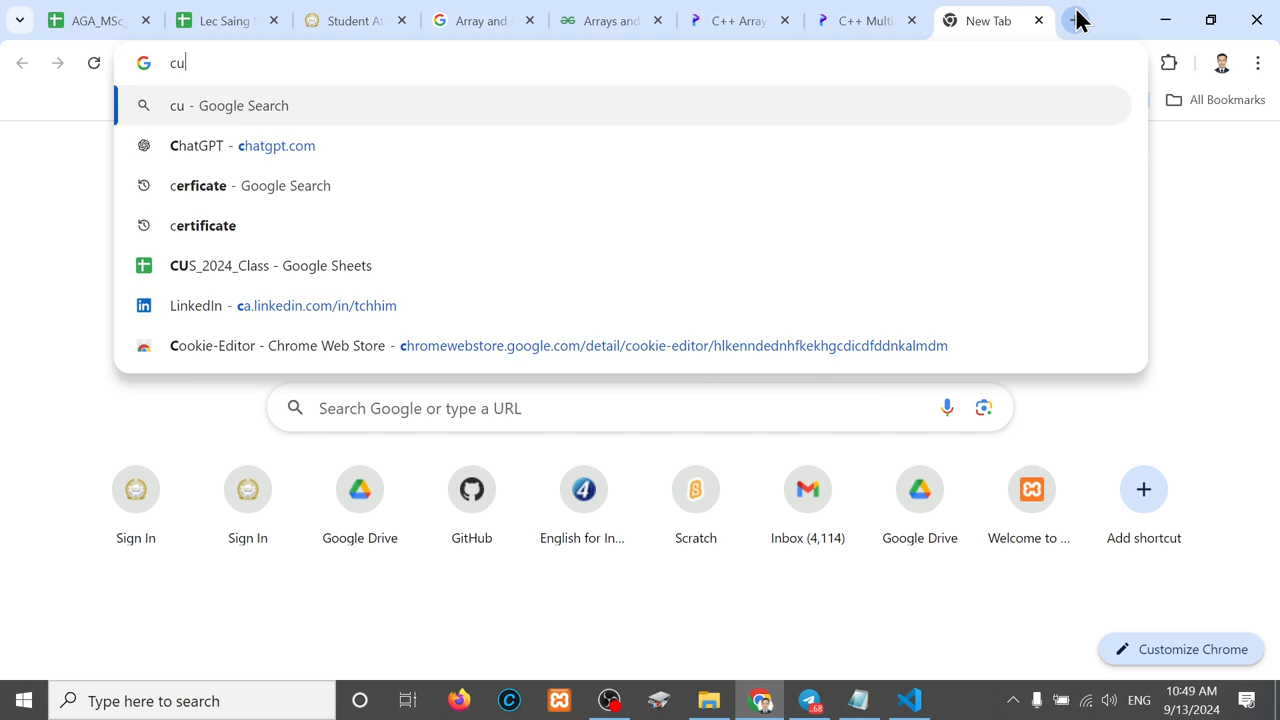 AGA_MSc_
Lec Saing S
Student At
Array and
Arrays and
C++ Array
C++ Mult
New Tab
cu
All Bookmarks
cu - Google Search
ChatGPT - chatgpt.com
cerficate - Google Search
certificate
CUS_2024_Class - Google Sheets
LinkedIn - ca.linkedin.com/in/tchhim
Cookie-Editor - Chrome Web Store - chromewebstore.google.com/detail/cookie-editor/hlkenndednhfkekhgcdicdfddnkalmdm
Search Google or type a URL
Sign In
Sign In
Google Drive
GitHub
English for In...
Scratch
Inbox (4,114)
Google Drive
Welcome to ...
Add shortcut
Customize Chrome
Type here to search
.68
ENG
10:49 AM
9/13/2024